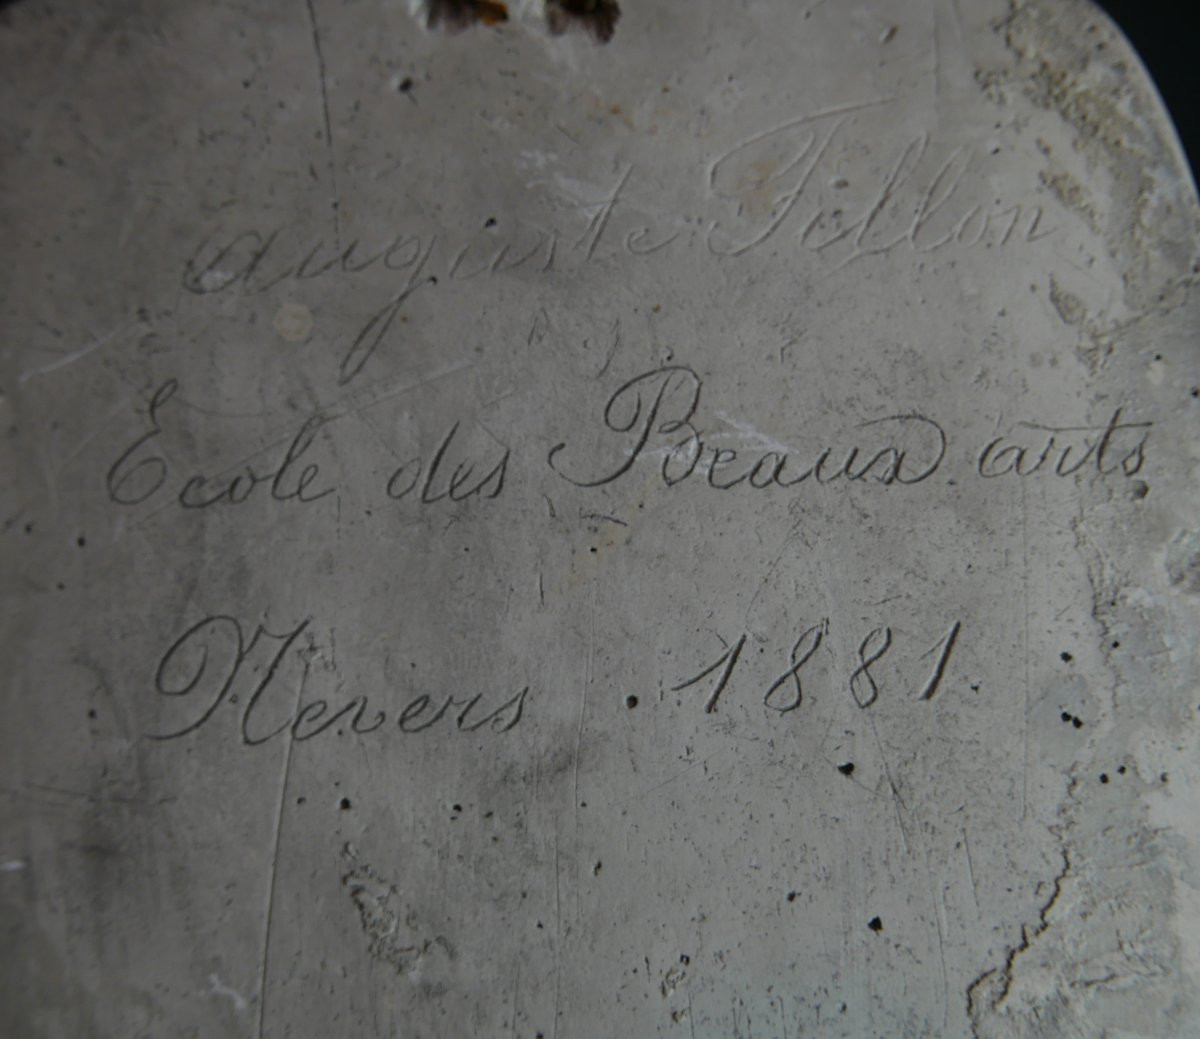 Auguste Fillon
Ecole des Beaux arts
Nevers . 1881